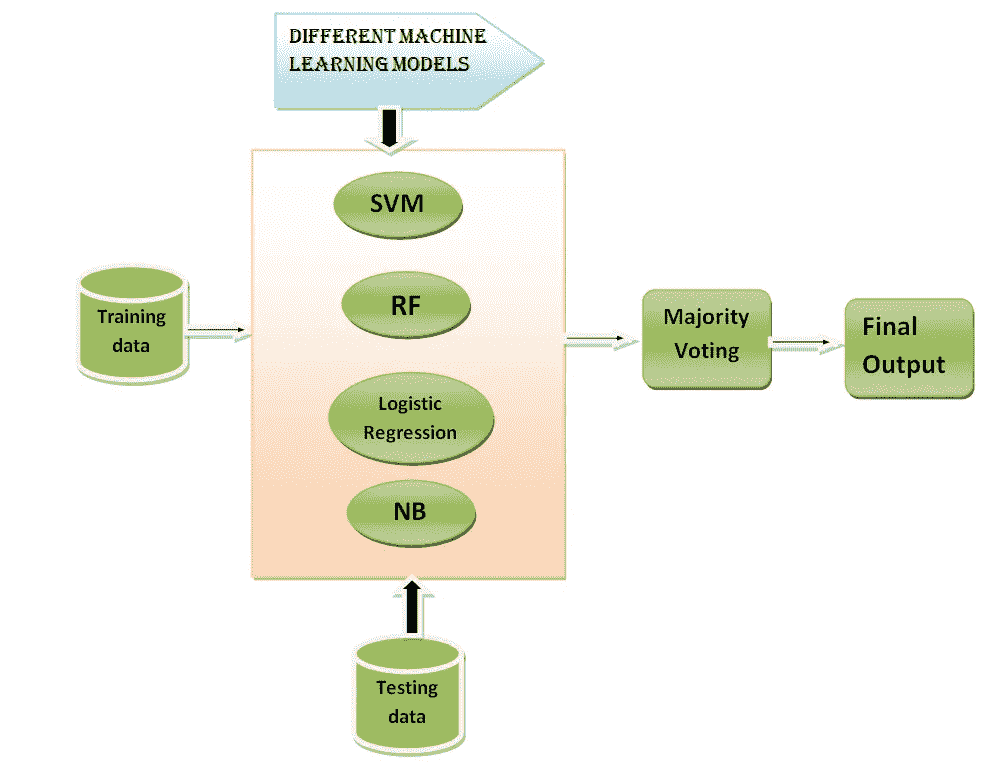 DIFFERENT MACHINE
LEARNING MODELS
SVM
RF
Logistic
Regression
NB
Training
data
Testing
data
Majority
Voting
Final
Output